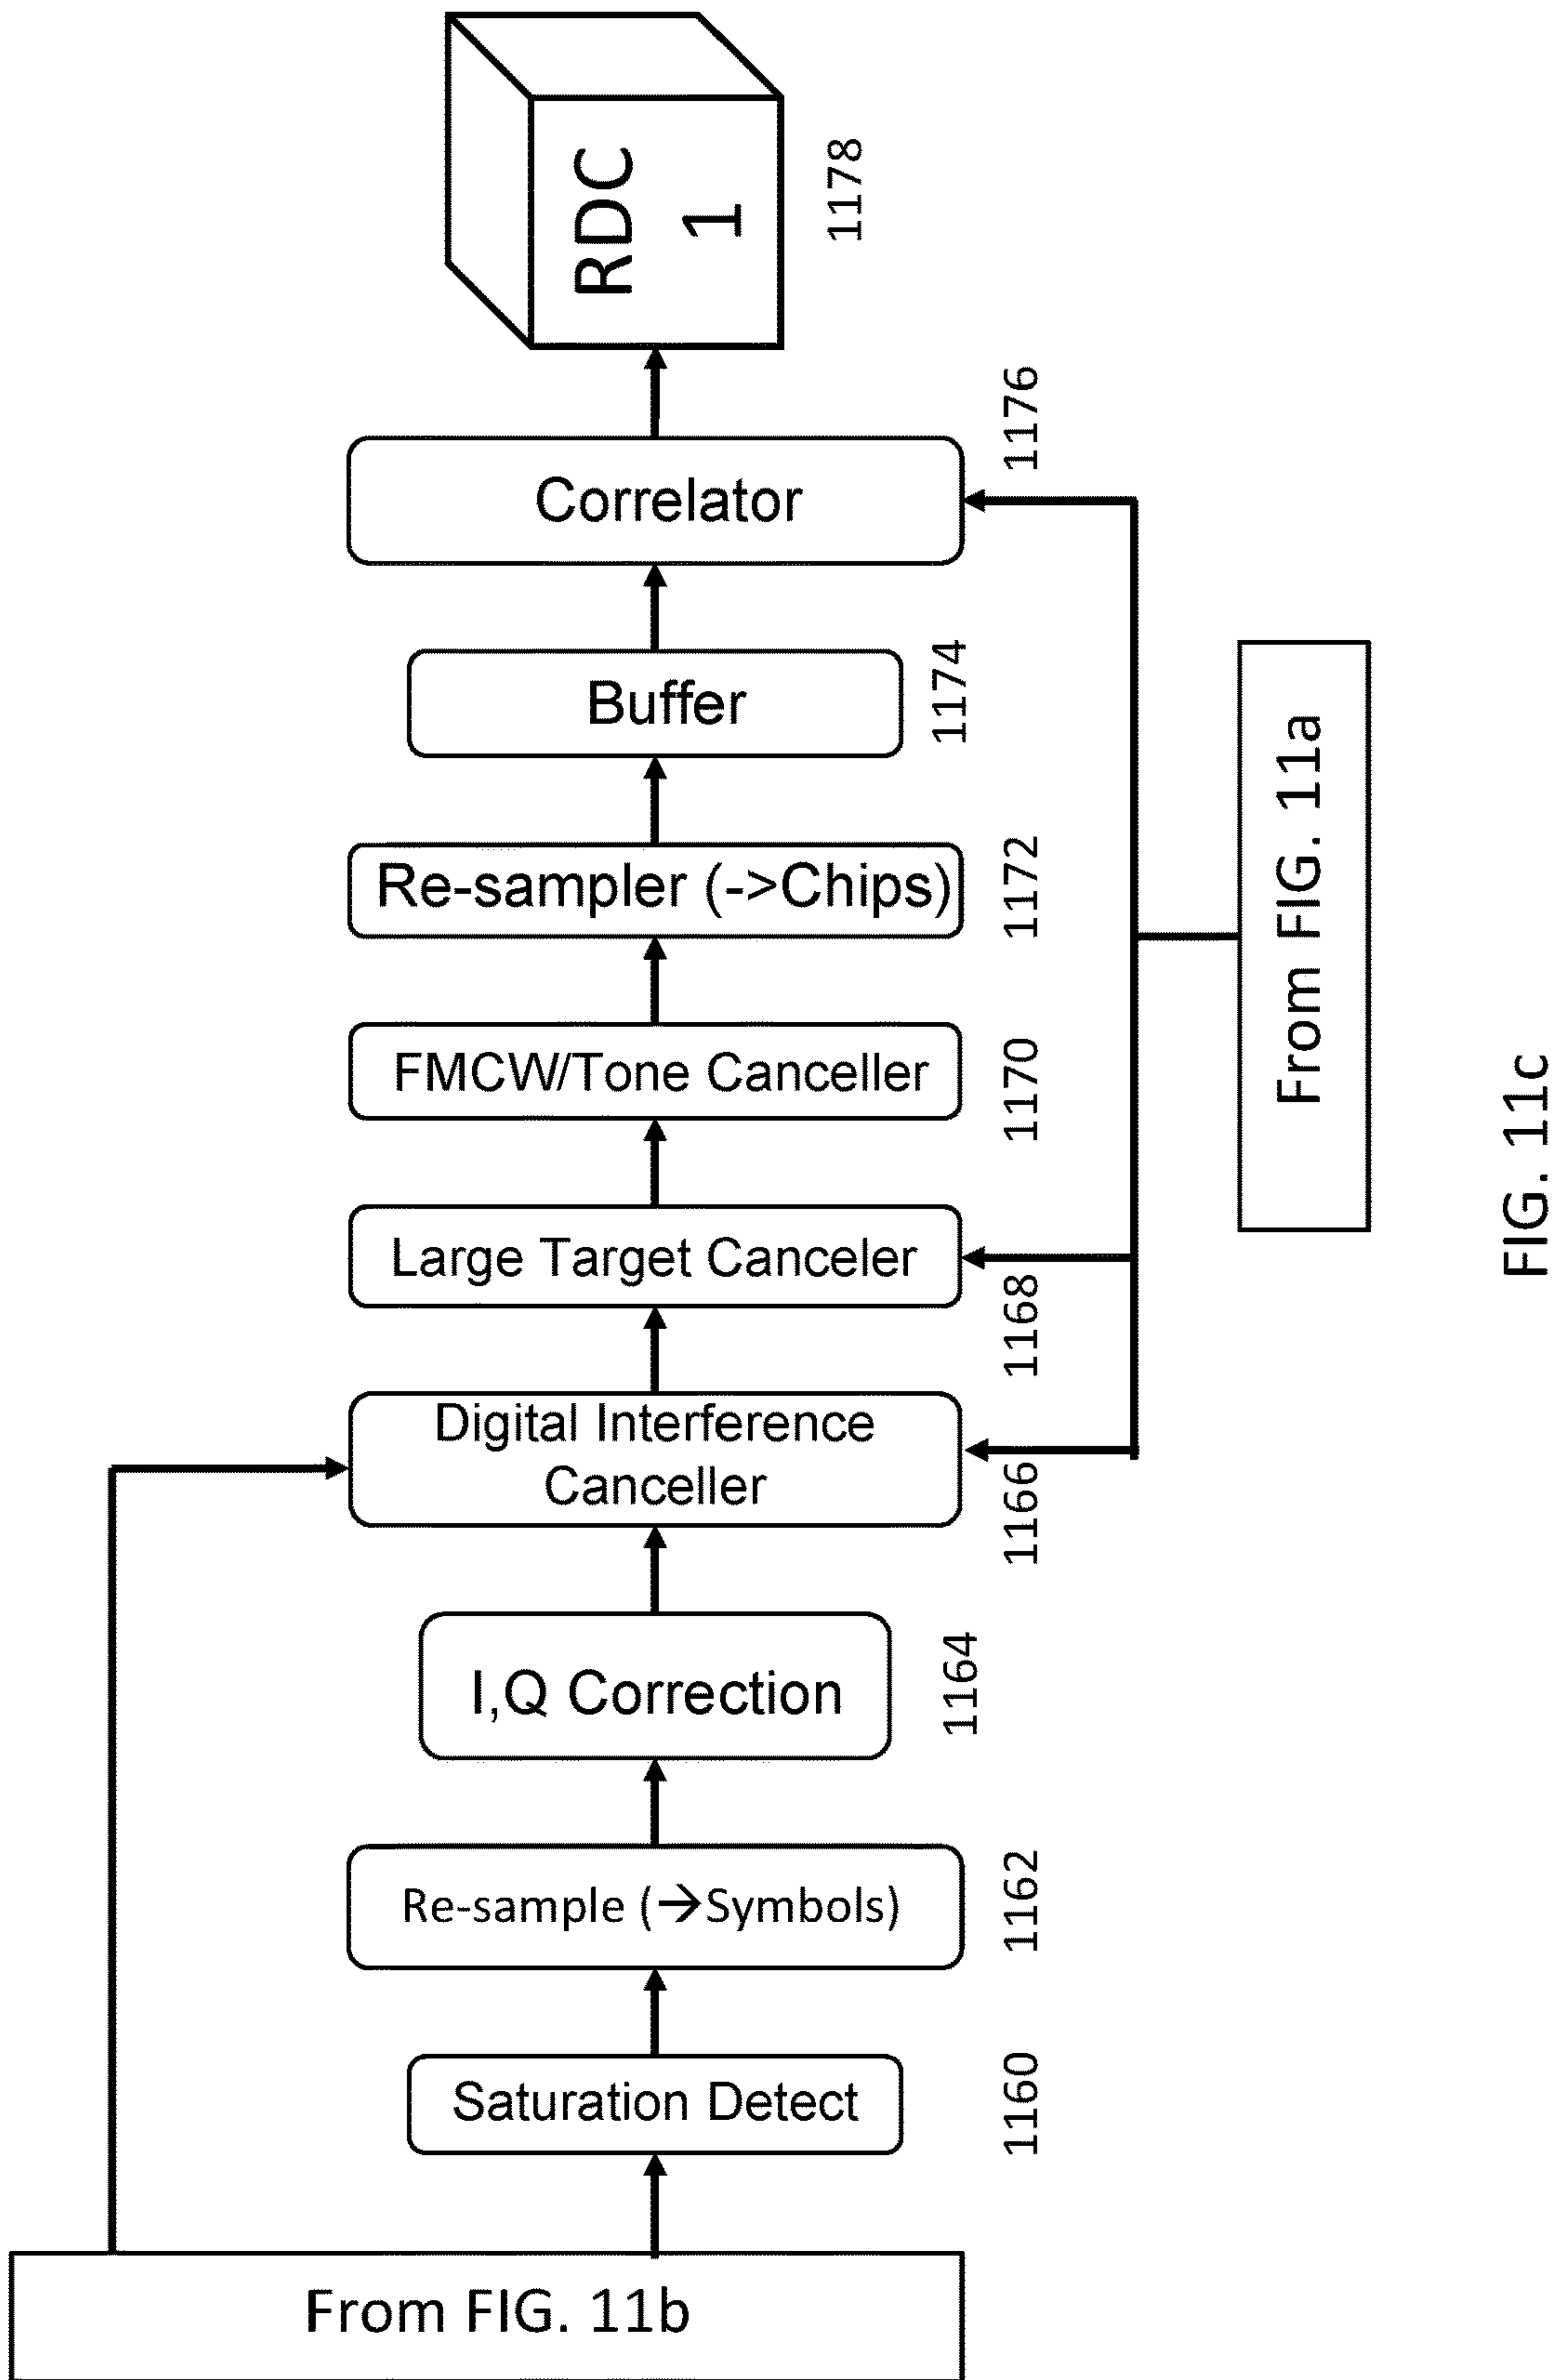 RDC
1
1178
Correlator
1176
Buffer
1174
Re-sampler (->Chips)
1172
FMCW/Tone Canceller
1170
Large Target Canceler
1168
Digital Interference
Canceller
1166
I,Q Correction
1164
Re-sample (→Symbols)
1162
Saturation Detect
1160
From FIG. 11b
From FIG. 11a
FIG. 11c